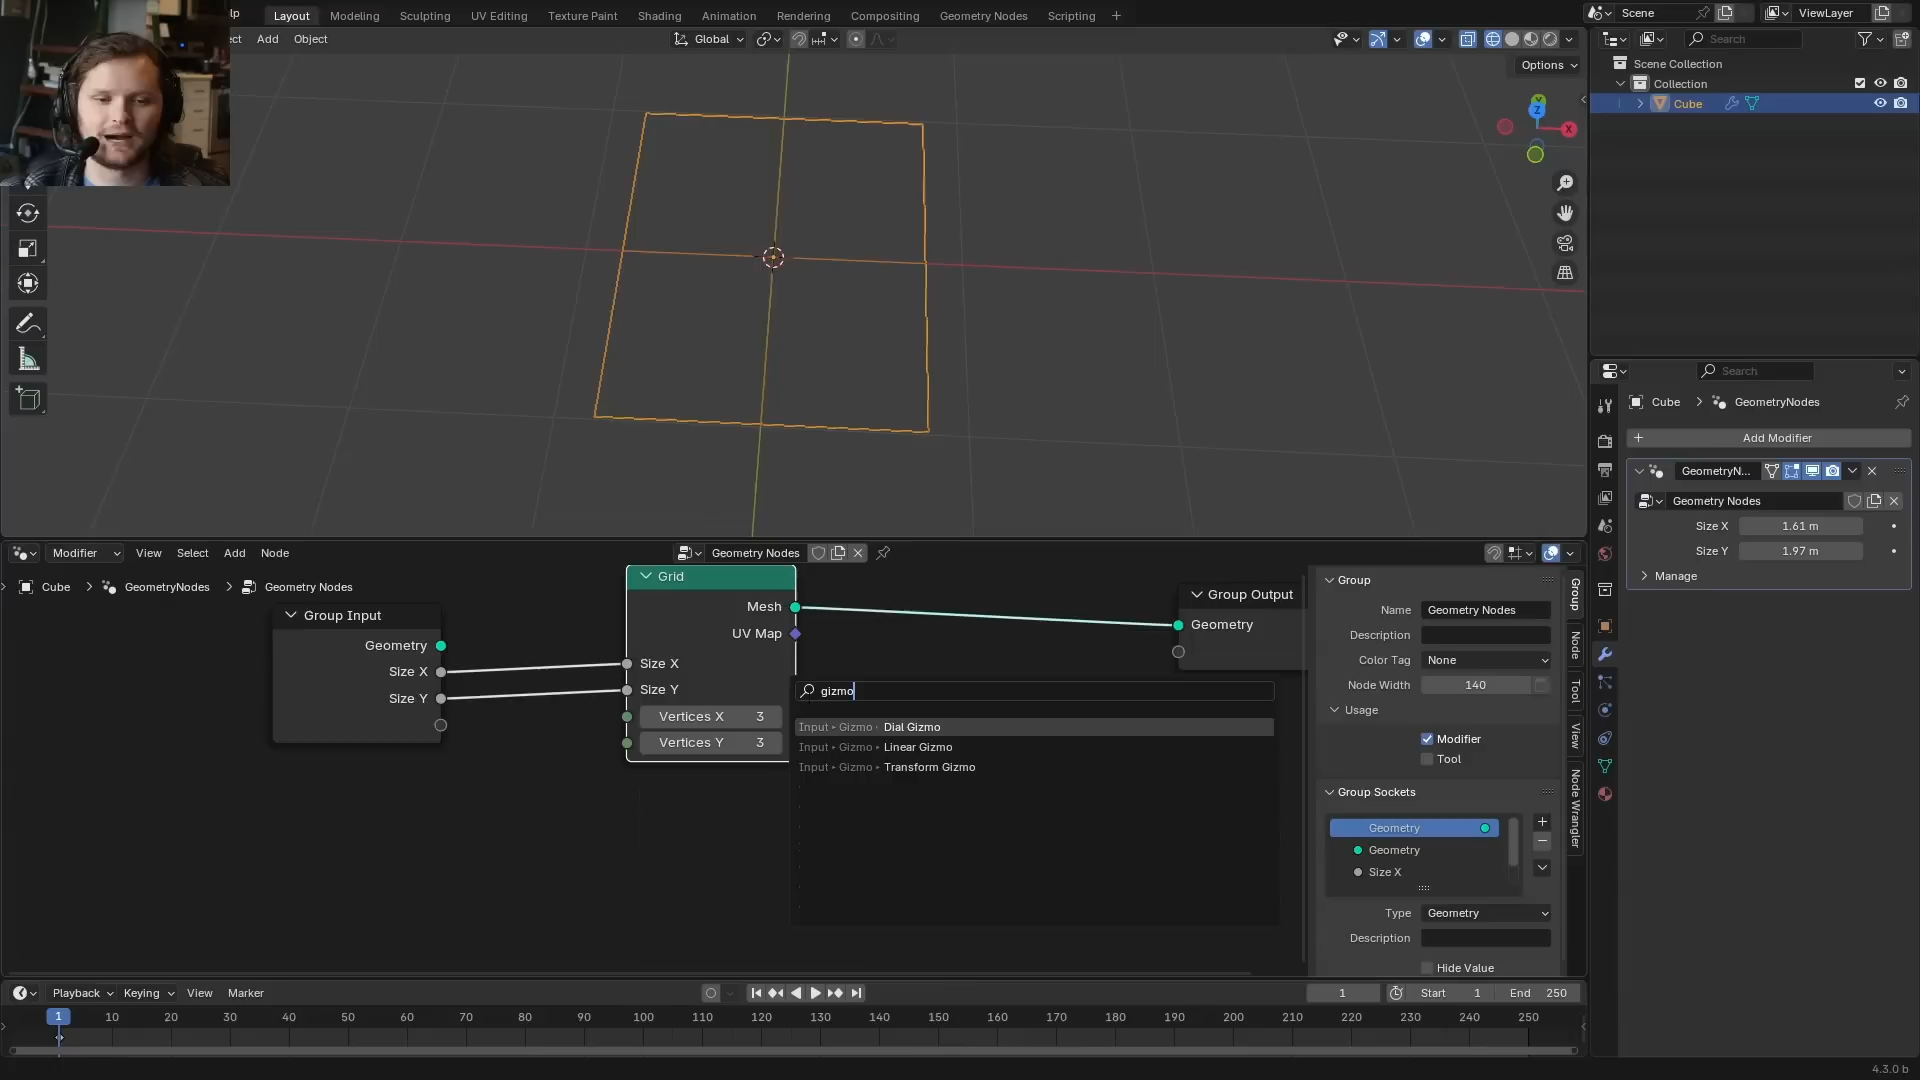 lp
Layout Modeling Sculpting UV Editing Texture Paint Shading Animation Rendering Compositing Geometry Nodes Scripting +
Scene
ViewLayer
ect Add Object
Global
Search
Options
Scene Collection
Collection
Cube
Z
X
Search
Cube > GeometryNodes
+ Add Modifier
GeometryN...
Geometry Nodes
Size X 1.61 m
Size Y 1.97 m
Manage
Modifier View Select Add Node
Geometry Nodes
Cube > GeometryNodes > Geometry Nodes
Group Input
Geometry
Size X
Size Y
Grid
Mesh
UV Map
Size X
Size Y
Vertices X 3
Vertices Y 3
Group Output
Geometry
gizmo
Input ▸ Gizmo ▸ Dial Gizmo
Input ▸ Gizmo ▸ Linear Gizmo
Input ▸ Gizmo ▸ Transform Gizmo
Group
Name Geometry Nodes
Description
Color Tag None
Node Width 140
Usage
Modifier
Tool
Group Sockets
Geometry
Geometry
Size X
Type Geometry
Description
Hide Value
Group
Node
Tool
View
Node Wrangler
Playback Keying View Marker
1 Start 1 End 250
1 10 20 30 40 50 60 70 80 90 100 110 120 130 140 150 160 170 180 190 200 210 220 230 240 250
4.3.0 b